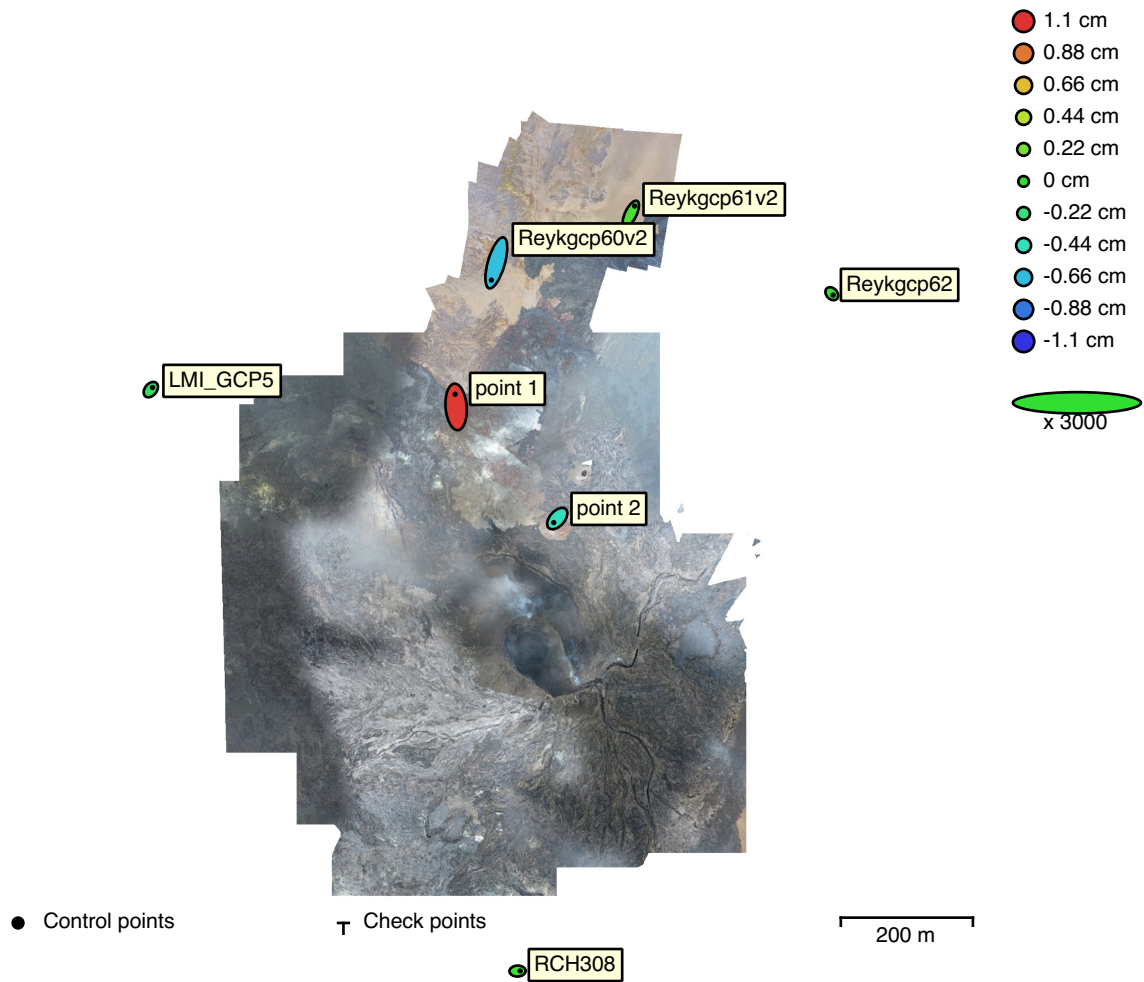 1.1 cm
0.88 cm
0.66 cm
0.44 cm
0.22 cm
0 cm
-0.22 cm
-0.44 cm
-0.66 cm
-0.88 cm
-1.1 cm
x 3000
Reykgcp61v2
Reykgcp60v2
Reykgcp62
LMI_GCP5
point 1
point 2
Control points
Check points
200 m
RCH308